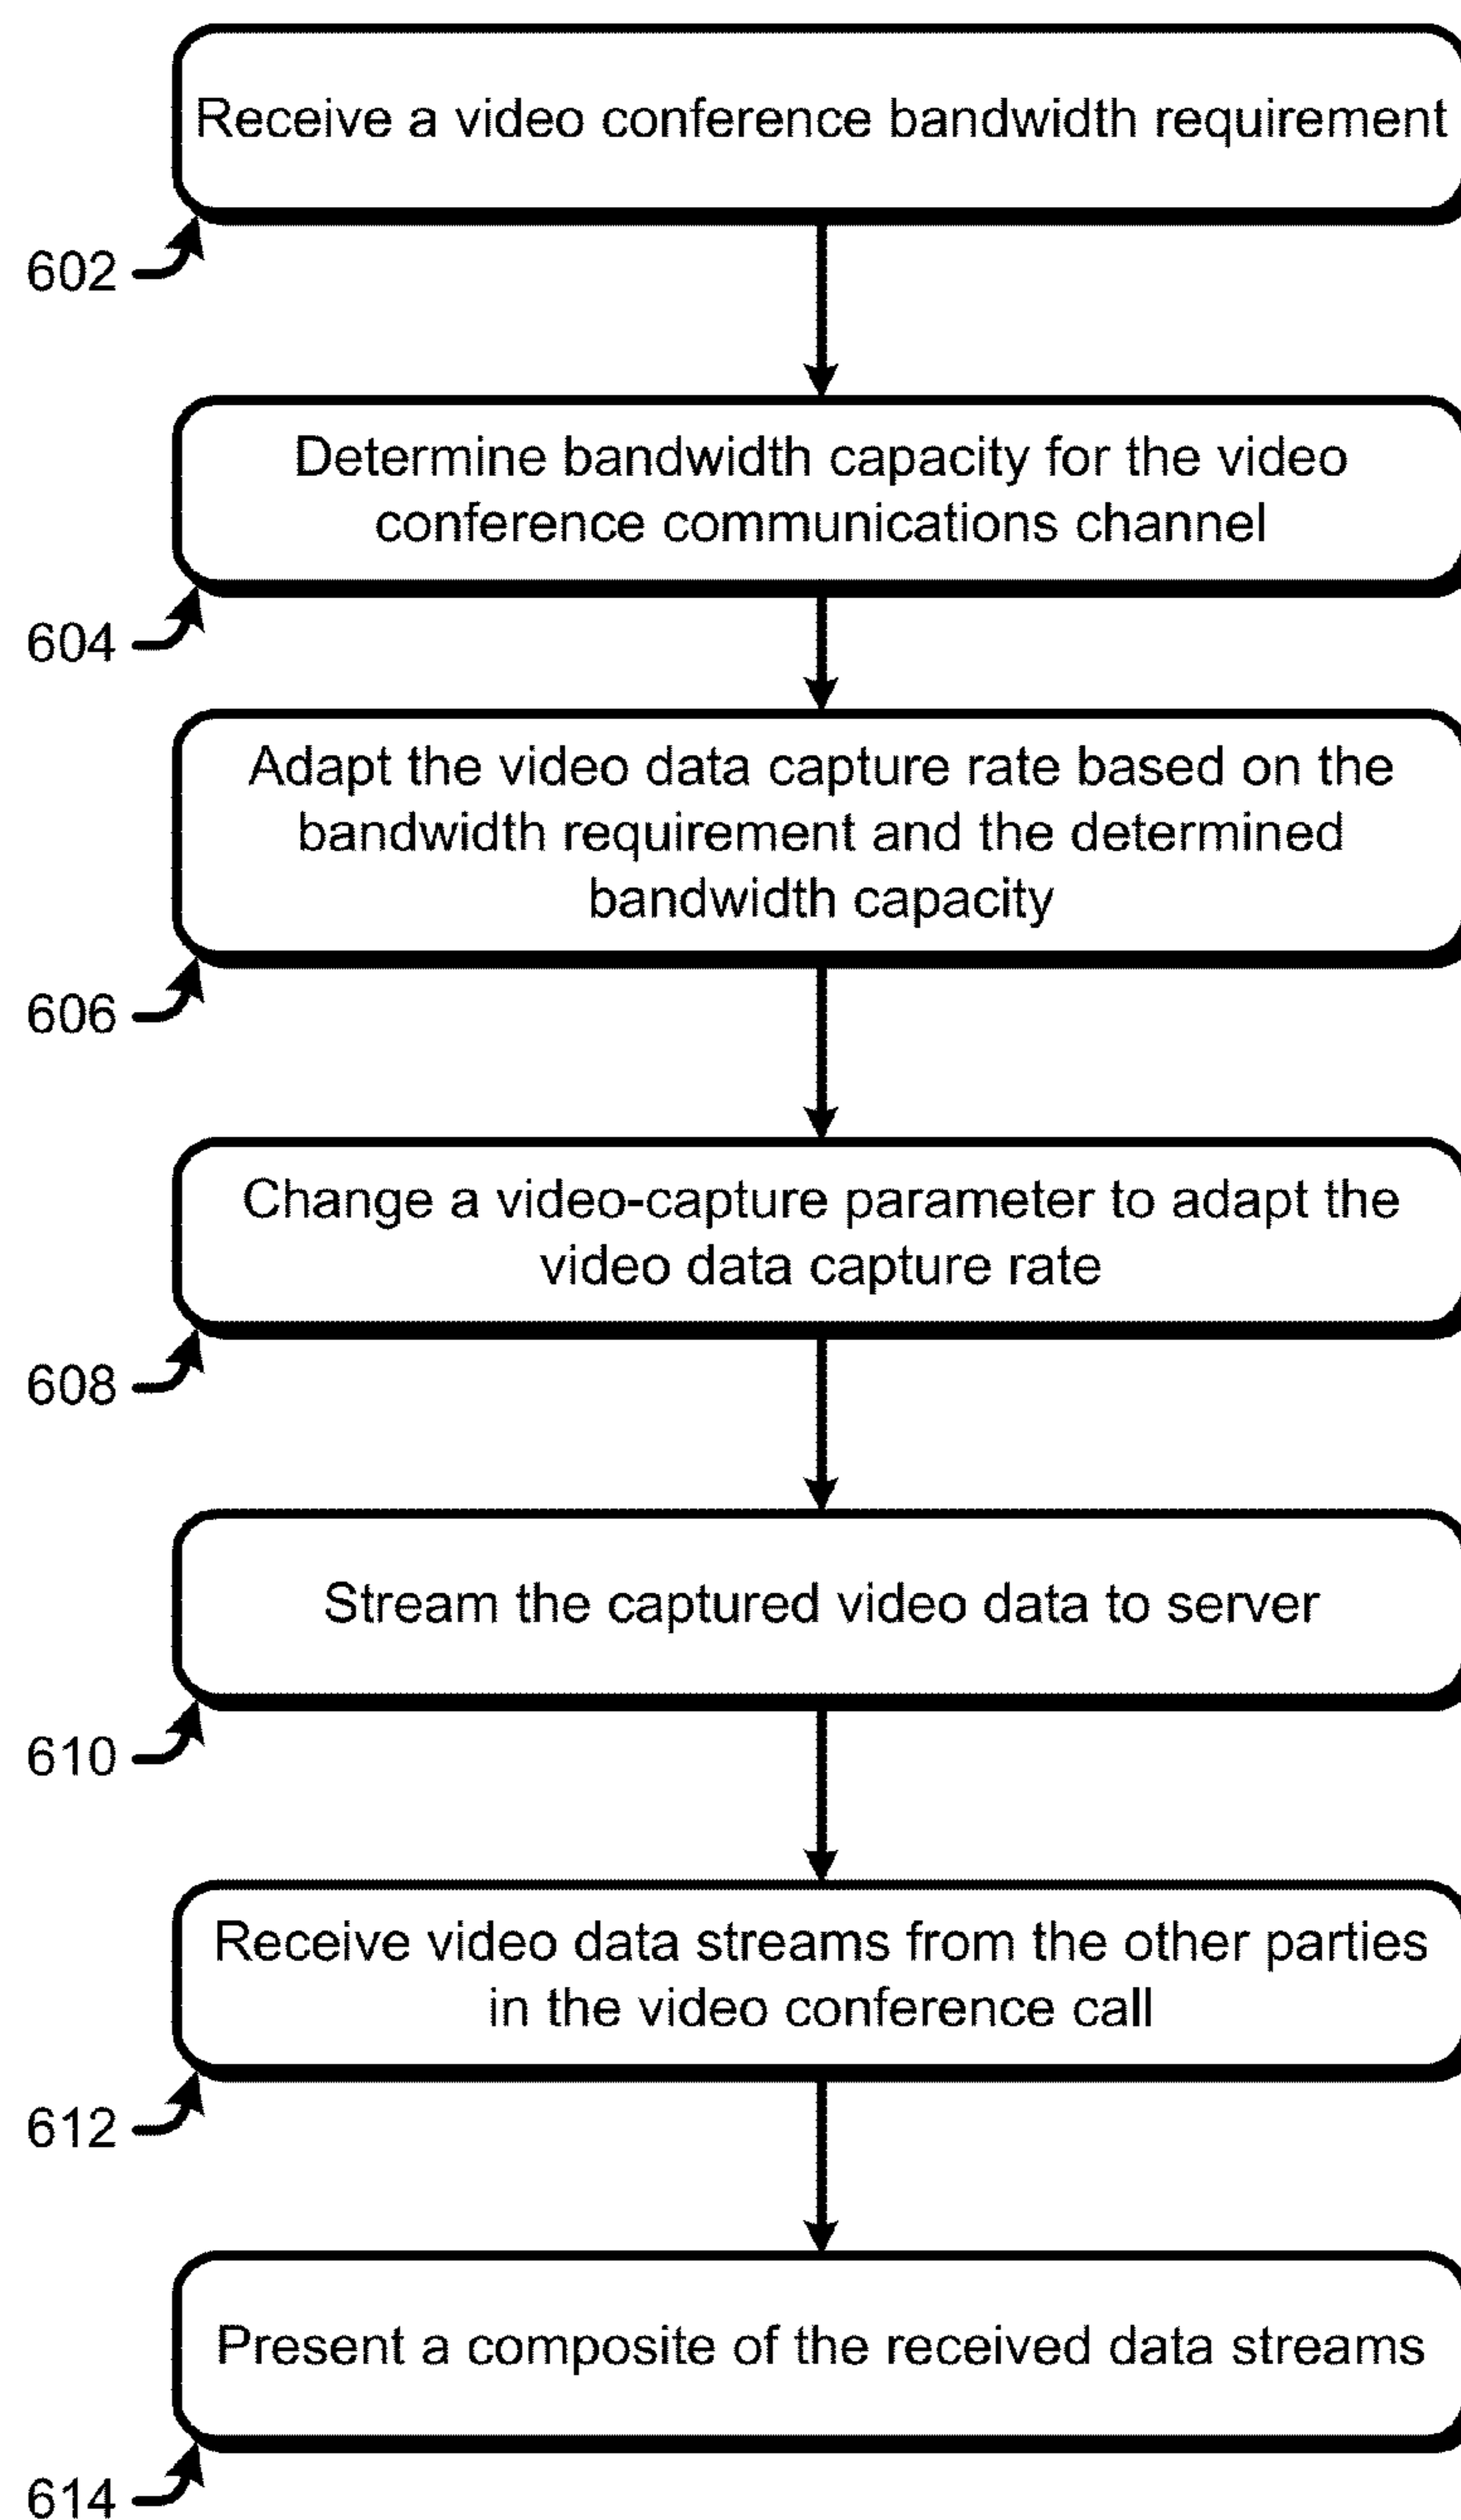 Receive a video conference bandwidth requirement
602
Determine bandwidth capacity for the video
conference communications channel
604
Adapt the video data capture rate based on the
bandwidth requirement and the determined
bandwidth capacity
606
Change a video-capture parameter to adapt the
video data capture rate
608
Stream the captured video data to server
610
Receive video data streams from the other parties
in the video conference call
612
Present a composite of the received data streams
614